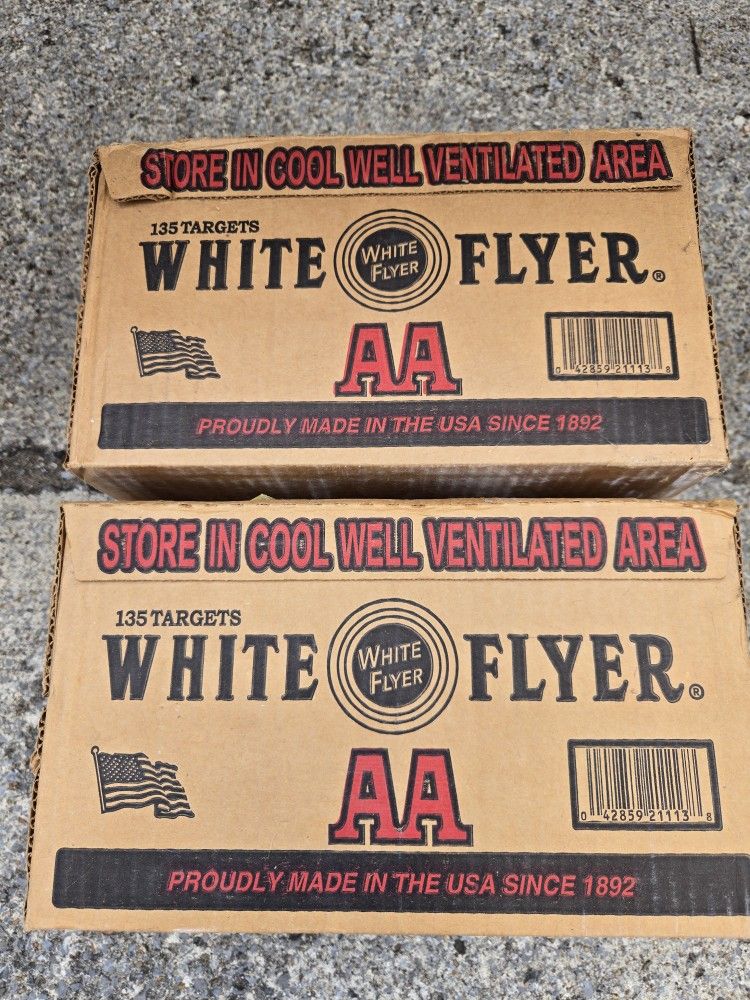 STORE IN COOL WELL VENTILATED AREA
135 TARGETS
WHITE WHITE FLYER FLYER®
AA
0 42859 21113 8
PROUDLY MADE IN THE USA SINCE 1892
STORE IN COOL WELL VENTILATED AREA
135 TARGETS
WHITE WHITE FLYER FLYER®
AA
0 42859 21113 8
PROUDLY MADE IN THE USA SINCE 1892